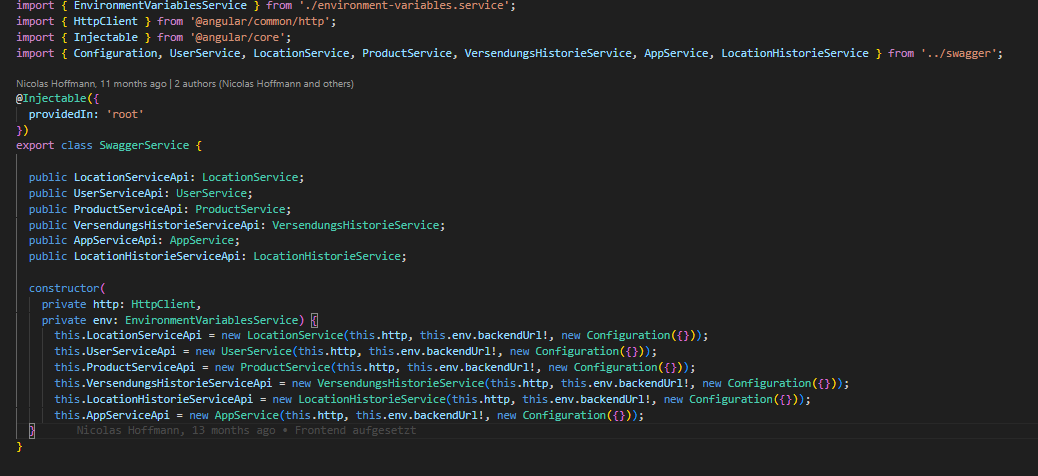 import { EnvironmentVariablesService } from './environment-variables.service';
import { HttpClient } from '@angular/common/http';
import { Injectable } from '@angular/core';
import { Configuration, UserService, LocationService, ProductService, VersendungsHistorieService, AppService, LocationHistorieService } from '../swagger';
Nicolas Hoffmann, 11 months ago | 2 authors (Nicolas Hoffmann and others)
@Injectable({
  providedIn: 'root'
})
export class SwaggerService {
  public LocationServiceApi: LocationService;
  public UserServiceApi: UserService;
  public ProductServiceApi: ProductService;
  public VersendungsHistorieServiceApi: VersendungsHistorieService;
  public AppServiceApi: AppService;
  public LocationHistorieServiceApi: LocationHistorieService;
  constructor(
    private http: HttpClient,
    private env: EnvironmentVariablesService) {
      this.LocationServiceApi = new LocationService(this.http, this.env.backendUrl!, new Configuration({}));
      this.UserServiceApi = new UserService(this.http, this.env.backendUrl!, new Configuration({}));
      this.ProductServiceApi = new ProductService(this.http, this.env.backendUrl!, new Configuration({}));
      this.VersendungsHistorieServiceApi = new VersendungsHistorieService(this.http, this.env.backendUrl!, new Configuration({}));
      this.LocationHistorieServiceApi = new LocationHistorieService(this.http, this.env.backendUrl!, new Configuration({}));
      this.AppServiceApi = new AppService(this.http, this.env.backendUrl!, new Configuration({}));
  }       Nicolas Hoffmann, 13 months ago • Frontend aufgesetzt
}